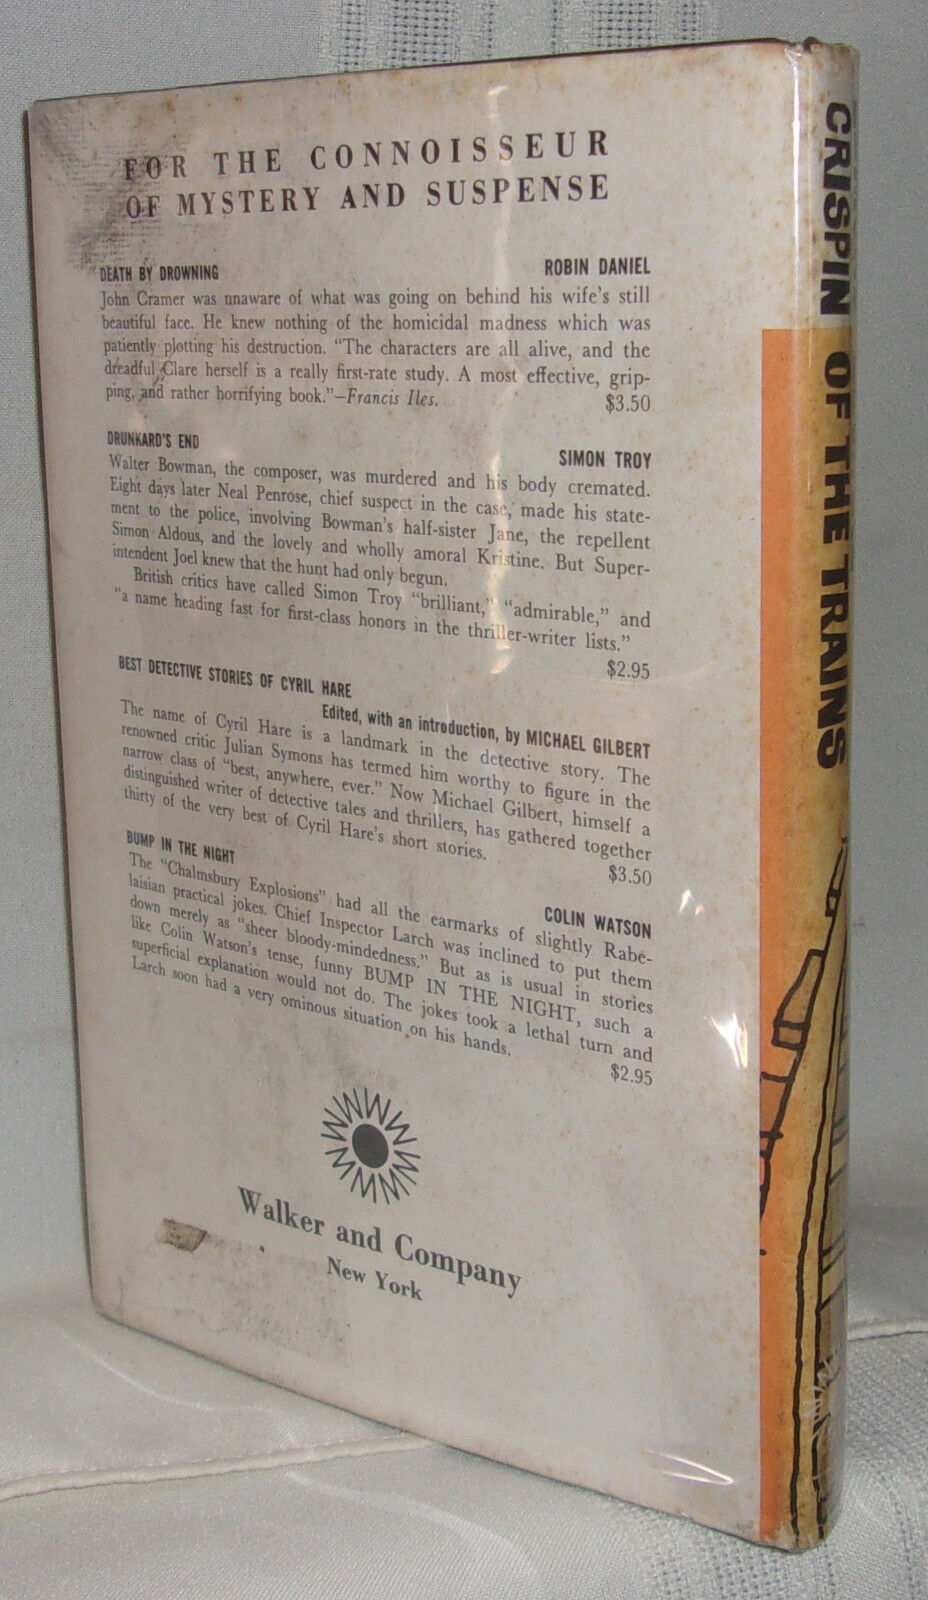 FOR THE CONNOISSEUR
OF MYSTERY AND SUSPENSE
DEATH BY DROWNING ROBIN DANIEL
John Cramer was unaware of what was going on behind his wife's still
beautiful face. He knew nothing of the homicidal madness which was
patiently plotting his destruction. "The characters are all alive, and the
dreadful Clare herself is a really first-rate study. A most effective, grip-
ping, and rather horrifying book."—Francis Iles. $3.50
DRUNKARD'S END SIMON TROY
Walter Bowman, the composer, was murdered and his body cremated.
Eight days later Neal Penrose, chief suspect in the case, made his state-
ment to the police, involving Bowman's half-sister Jane, the repellent
Simon Aldous, and the lovely and wholly amoral Kristine. But Super-
intendent Joel knew that the hunt had only begun.
British critics have called Simon Troy "brilliant," "admirable," and
"a name heading fast for first-class honors in the thriller-writer lists."
$2.95
BEST DETECTIVE STORIES OF CYRIL HARE
Edited, with an introduction, by MICHAEL GILBERT
The name of Cyril Hare is a landmark in the detective story. The
renowned critic Julian Symons has termed him worthy to figure in the
narrow class of "best, anywhere, ever." Now Michael Gilbert, himself a
distinguished writer of detective tales and thrillers, has gathered together
thirty of the very best of Cyril Hare's short stories.
$3.50
BUMP IN THE NIGHT COLIN WATSON
The "Chalmsbury Explosions" had all the earmarks of slightly Rabe-
laisian practical jokes. Chief Inspector Larch was inclined to put them
down merely as "sheer bloody-mindedness." But as is usual in stories
like Colin Watson's tense, funny BUMP IN THE NIGHT, such a
superficial explanation would not do. The jokes took a lethal turn and
Larch soon had a very ominous situation on his hands.
$2.95
Walker and Company
New York
CRISPIN OF THE TRAINS